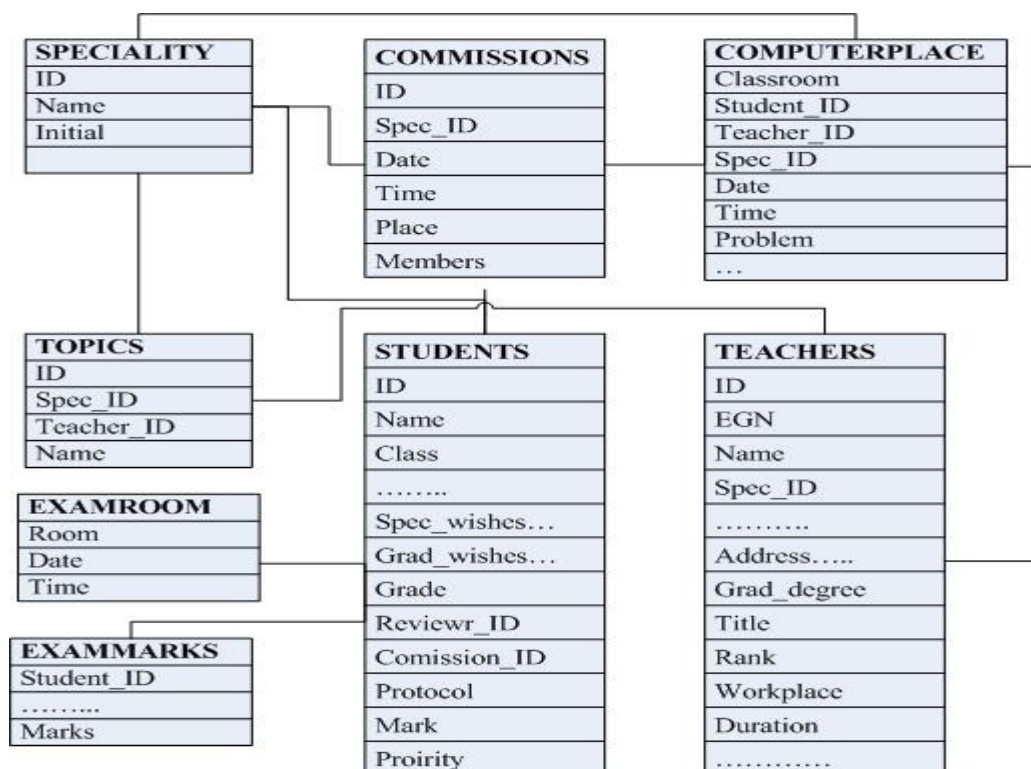 SPECIALITY
ID
Name
Initial
COMMISSIONS
ID
Spec_ID
Date
Time
Place
Members
COMPUTERPLACE
Classroom
Student_ID
Teacher_ID
Spec_ID
Date
Time
Problem
...
TOPICS
ID
Spec_ID
Teacher_ID
Name
EXAMROOM
Room
Date
Time
EXAMMARKS
Student_ID
.........
Marks
STUDENTS
ID
Name
Class
........
Spec_wishes...
Grad_wishes...
Grade
Reviewr_ID
Comission_ID
Protocol
Mark
Proirity
TEACHERS
ID
EGN
Name
Spec_ID
..........
Address.....
Grad_degree
Title
Rank
Workplace
Duration
............